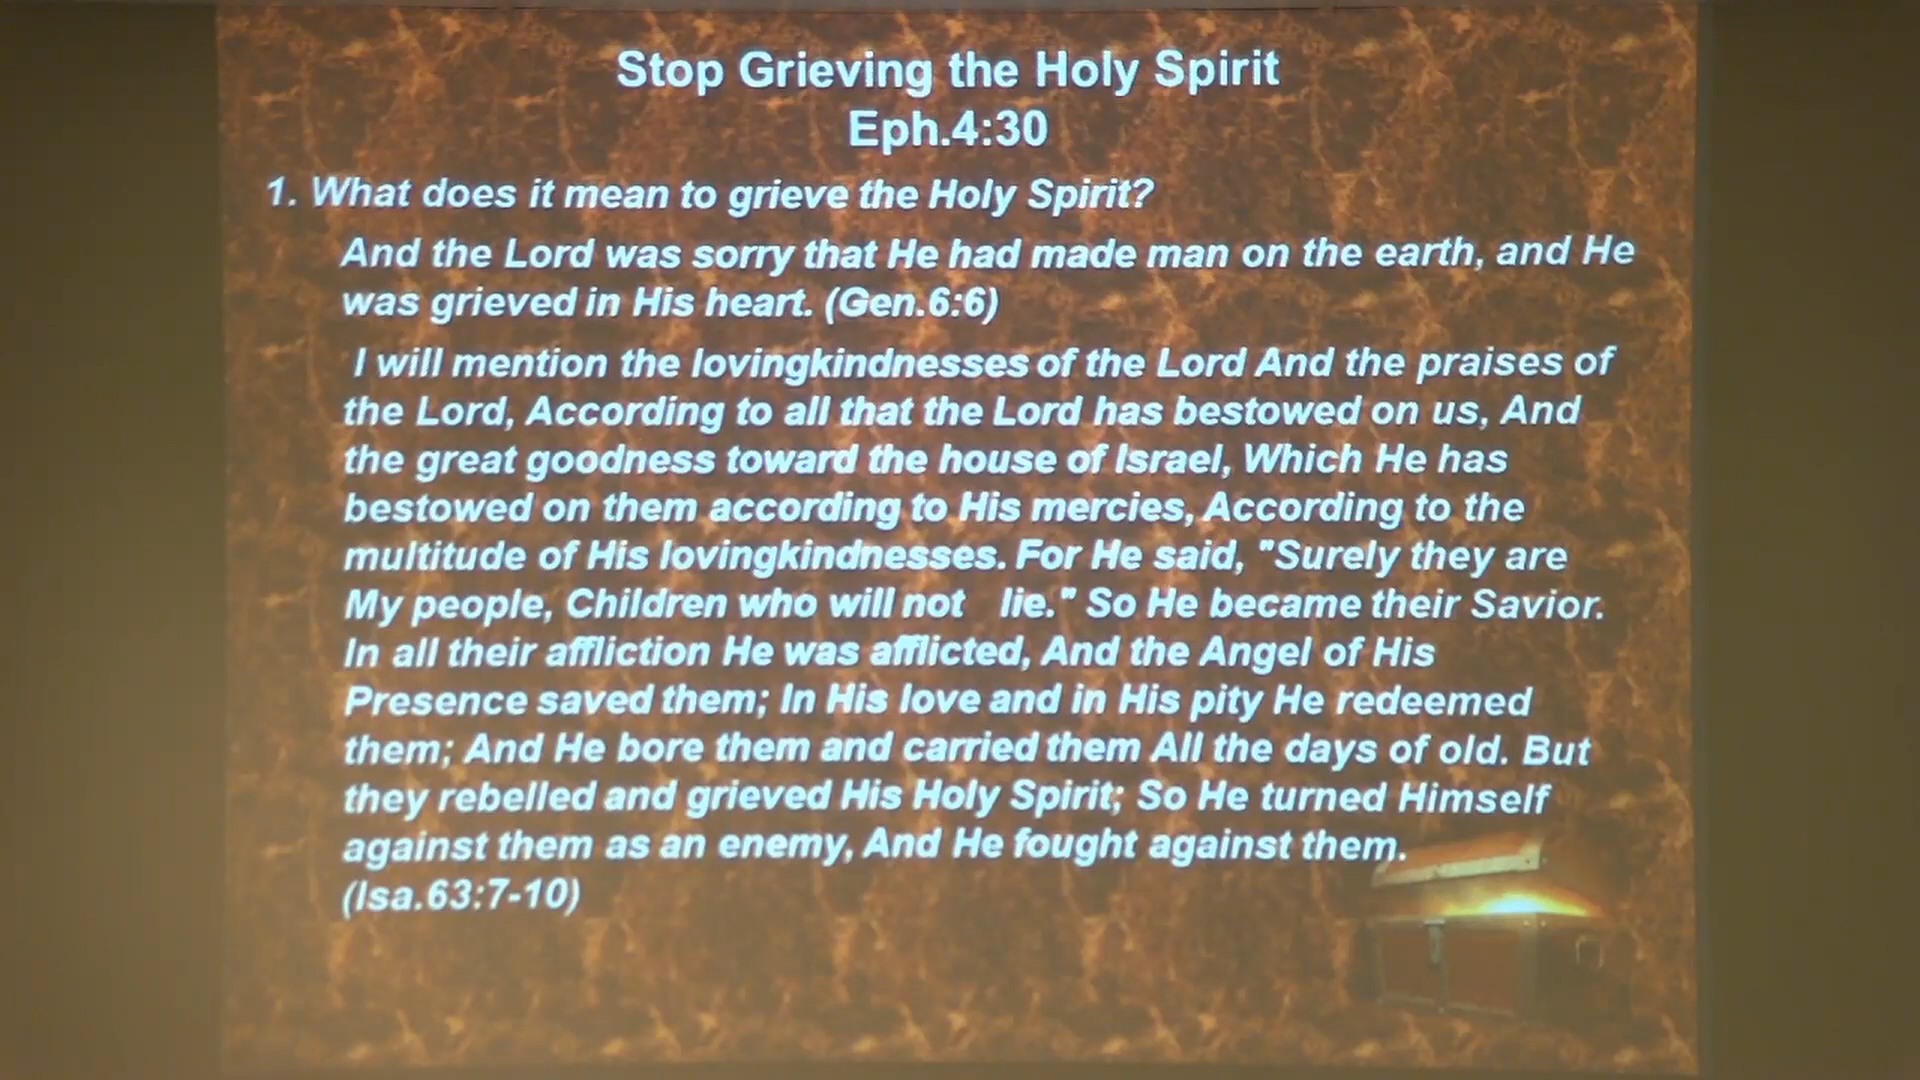 Stop Grieving the Holy Spirit
Eph.4:30
1. What does it mean to grieve the Holy Spirit?
And the Lord was sorry that He had made man on the earth, and He
was grieved in His heart. (Gen.6:6)
I will mention the lovingkindnesses of the Lord And the praises of
the Lord, According to all that the Lord has bestowed on us, And
the great goodness toward the house of Israel, Which He has
bestowed on them according to His mercies, According to the
multitude of His lovingkindnesses. For He said, "Surely they are
My people, Children who will not lie." So He became their Savior.
In all their affliction He was afflicted, And the Angel of His
Presence saved them; In His love and in His pity He redeemed
them; And He bore them and carried them All the days of old. But
they rebelled and grieved His Holy Spirit; So He turned Himself
against them as an enemy, And He fought against them.
(Isa.63:7-10)